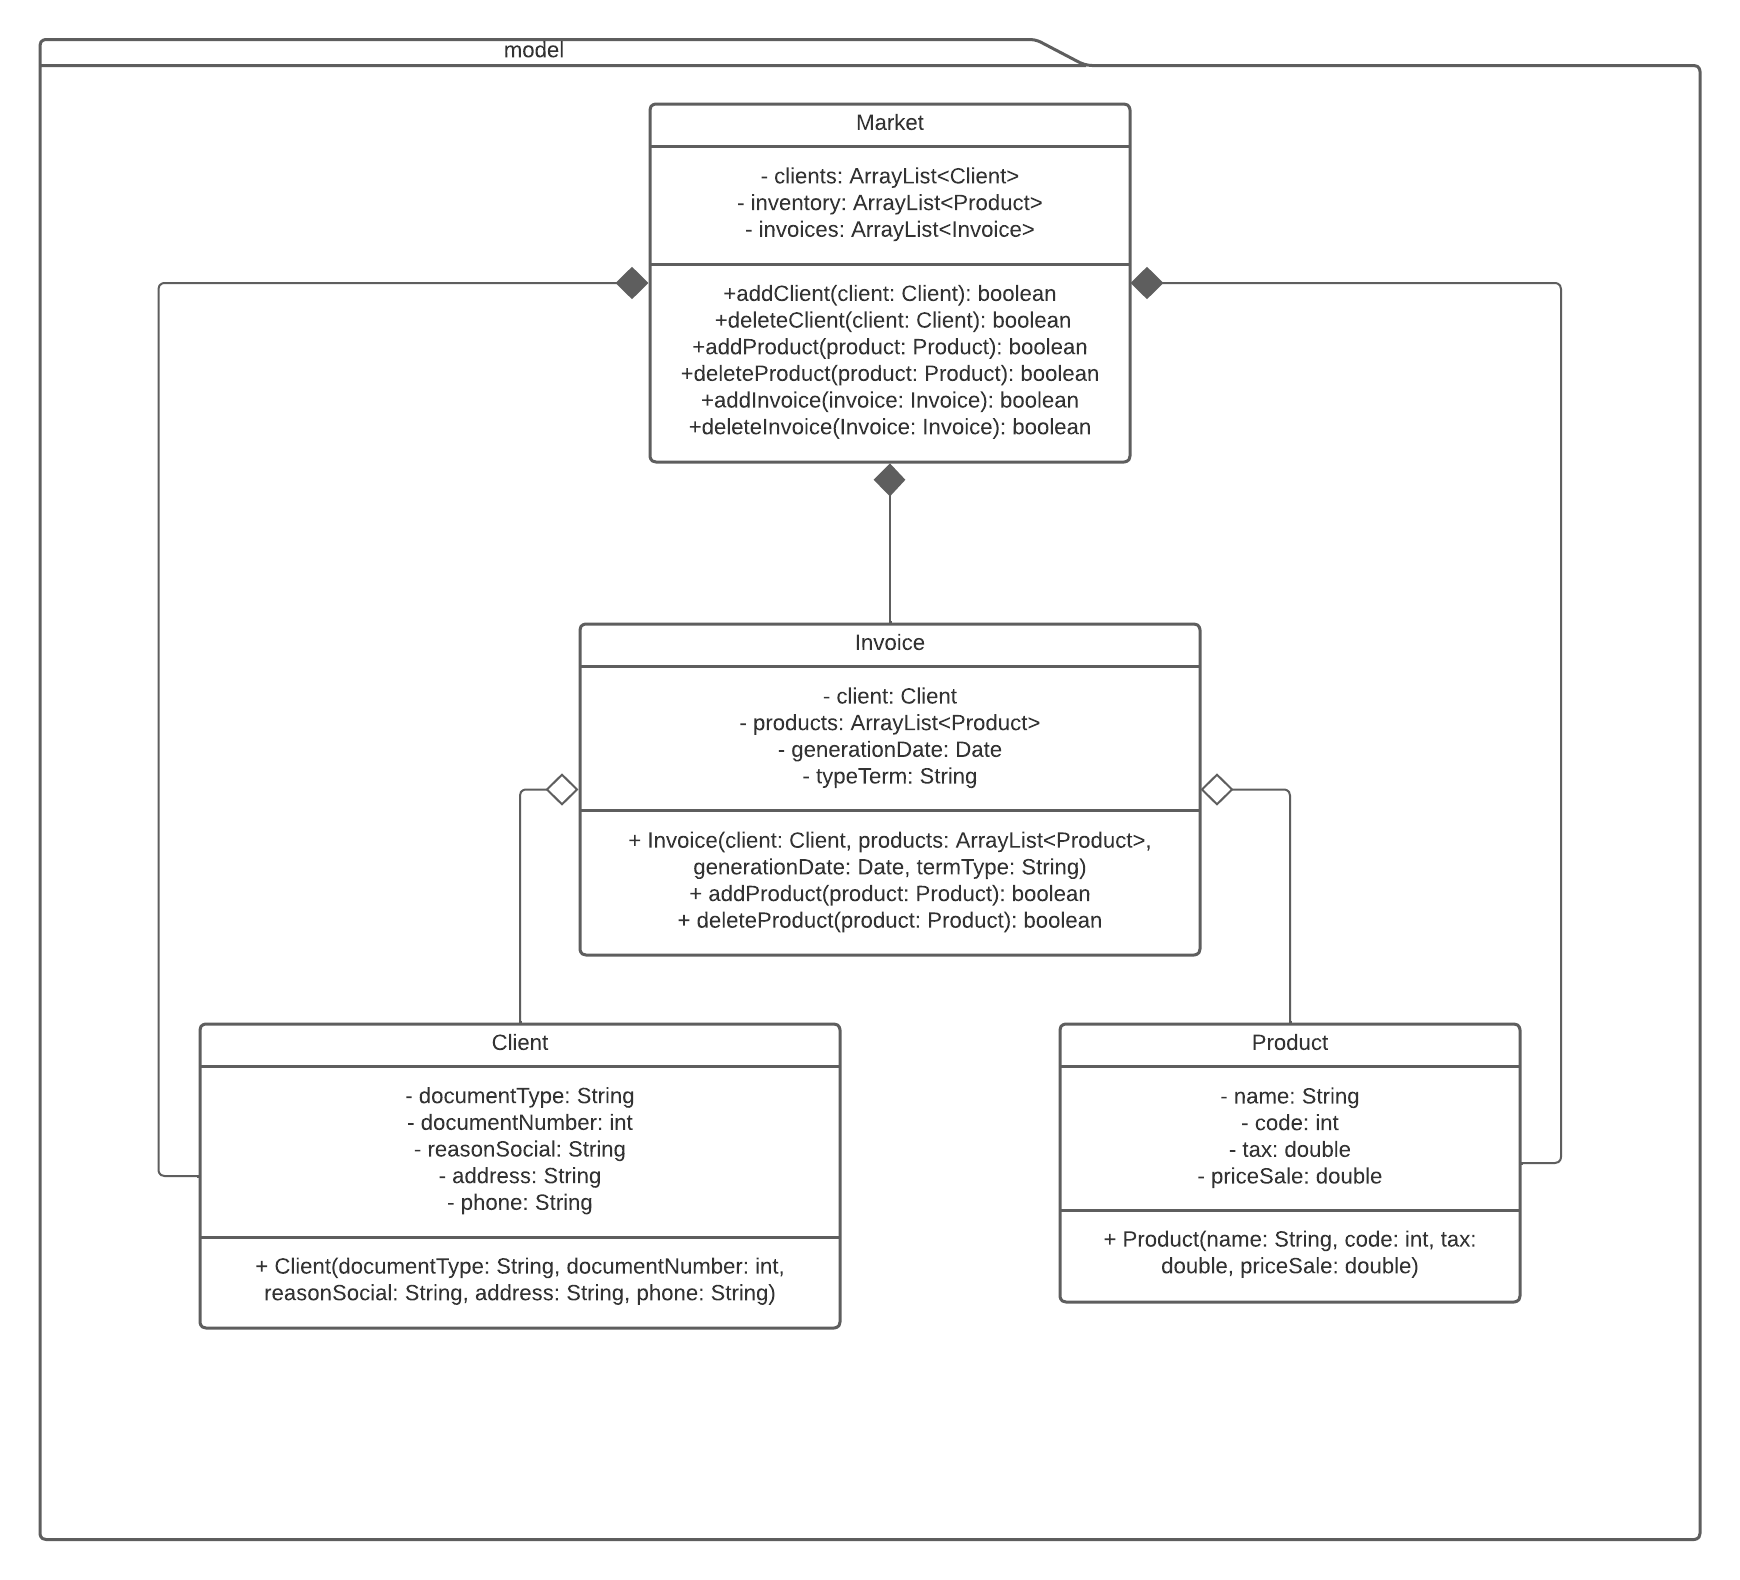 model
Market
- clients: ArrayList<Client>
- inventory: ArrayList<Product>
- invoices: ArrayList<Invoice>
+addClient(client: Client): boolean
+deleteClient(client: Client): boolean
+addProduct(product: Product): boolean
+deleteProduct(product: Product): boolean
+addInvoice(invoice: Invoice): boolean
+deleteInvoice(Invoice: Invoice): boolean
Invoice
- client: Client
- products: ArrayList<Product>
- generationDate: Date
- typeTerm: String
+ Invoice(client: Client, products: ArrayList<Product>,
generationDate: Date, termType: String)
+ addProduct(product: Product): boolean
+ deleteProduct(product: Product): boolean
Client
- documentType: String
- documentNumber: int
- reasonSocial: String
- address: String
- phone: String
+ Client(documentType: String, documentNumber: int,
reasonSocial: String, address: String, phone: String)
Product
- name: String
- code: int
- tax: double
- priceSale: double
+ Product(name: String, code: int, tax:
double, priceSale: double)